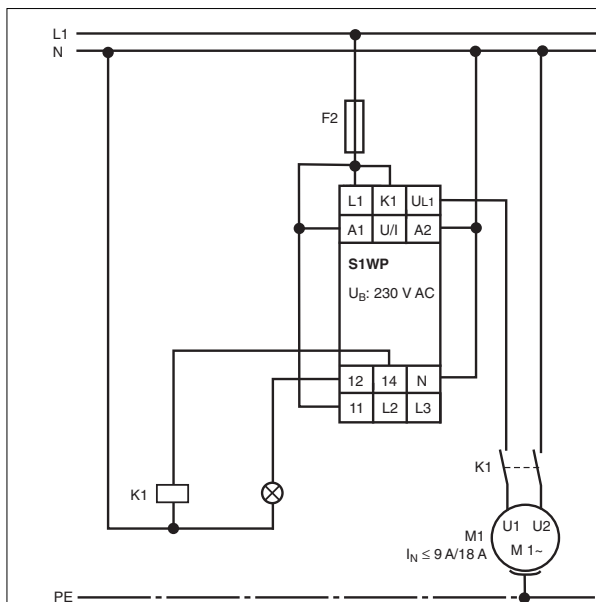 L1
N
F2
L1 K1 UL1
A1 U/I A2
S1WP
UB: 230 V AC
12 14 N
11 L2 L3
K1
K1
U1 U2
M1
M 1~
IN ≤ 9 A/18 A
PE